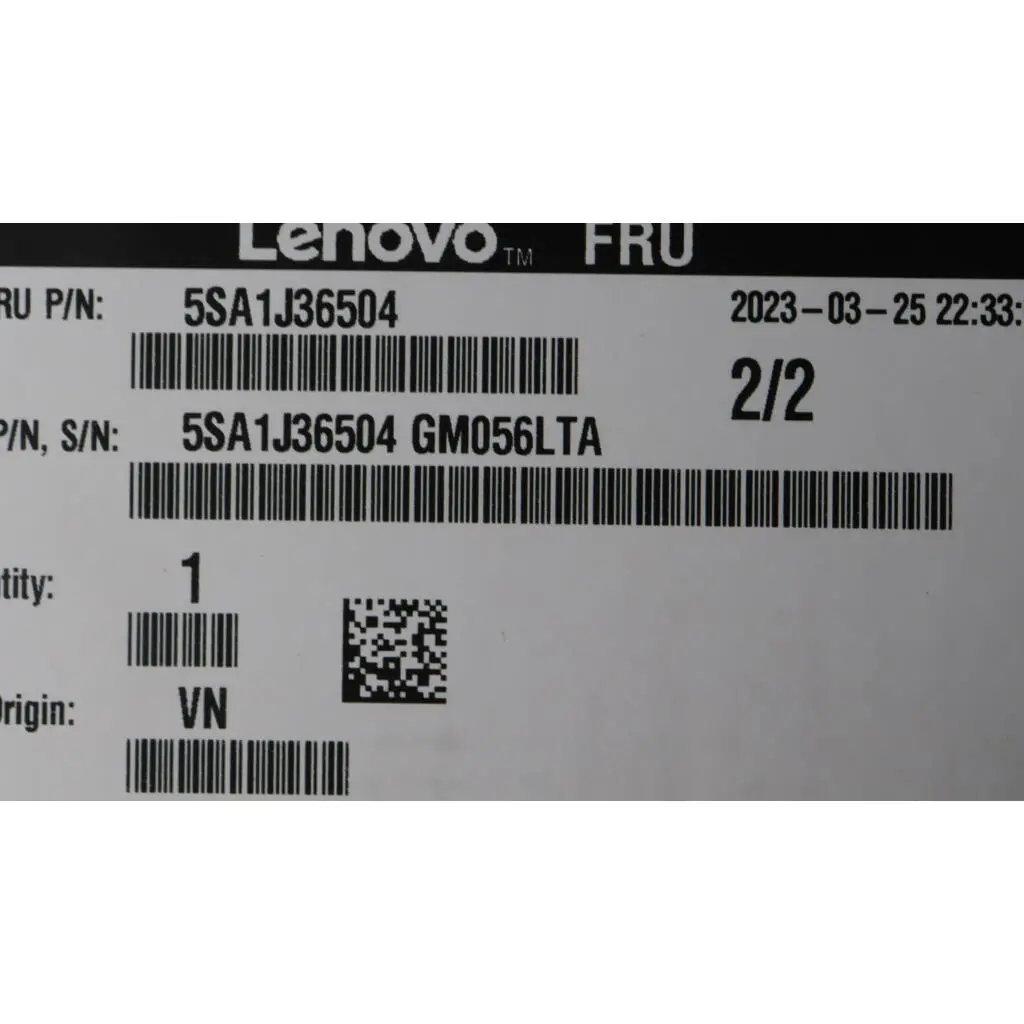 Lenovo™ FRU
RU P/N: 5SA1J36504 2023-03-25 22:33:
2/2
P/N, S/N: 5SA1J36504 GM056LTA
tity: 1
Origin: VN